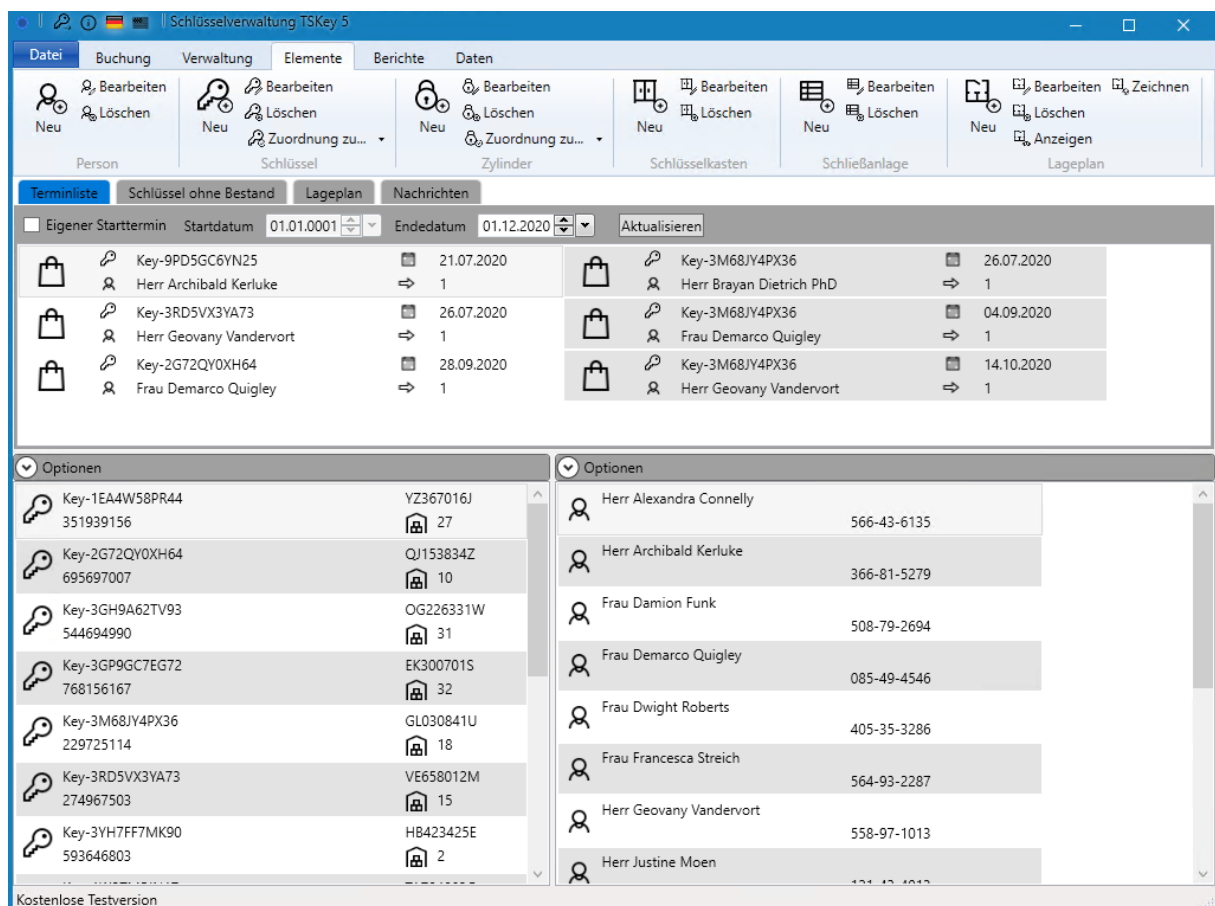 Schlüsselverwaltung TSKey 5
Datei Buchung Verwaltung Elemente Berichte Daten
Neu Bearbeiten Löschen Person
Neu Bearbeiten Löschen Zuordnung zu... Schlüssel
Neu Bearbeiten Löschen Zuordnung zu... Zylinder
Neu Bearbeiten Löschen Schlüsselkasten
Neu Bearbeiten Löschen Schließanlage
Neu Bearbeiten Löschen Anzeigen Zeichnen Lageplan
Terminliste Schlüssel ohne Bestand Lageplan Nachrichten
Eigener Starttermin Startdatum 01.01.0001 Endedatum 01.12.2020 Aktualisieren
Key-9PD5GC6YN25 21.07.2020
Herr Archibald Kerluke 1
Key-3M68JY4PX36 26.07.2020
Herr Brayan Dietrich PhD 1
Key-3RD5VX3YA73 26.07.2020
Herr Geovany Vandervort 1
Key-3M68JY4PX36 04.09.2020
Frau Demarco Quigley 1
Key-2G72QY0XH64 28.09.2020
Frau Demarco Quigley 1
Key-3M68JY4PX36 14.10.2020
Herr Geovany Vandervort 1
Optionen
Key-1EA4W58PR44 YZ367016J
351939156 27
Key-2G72QY0XH64 QJ153834Z
695697007 10
Key-3GH9A62TV93 OG226331W
544694990 31
Key-3GP9GC7EG72 EK300701S
768156167 32
Key-3M68JY4PX36 GL030841U
229725114 18
Key-3RD5VX3YA73 VE658012M
274967503 15
Key-3YH7FF7MK90 HB423425E
593646803 2
Optionen
Herr Alexandra Connelly
566-43-6135
Herr Archibald Kerluke
366-81-5279
Frau Damion Funk
508-79-2694
Frau Demarco Quigley
085-49-4546
Frau Dwight Roberts
405-35-3286
Frau Francesca Streich
564-93-2287
Herr Geovany Vandervort
558-97-1013
Herr Justine Moen
Kostenlose Testversion